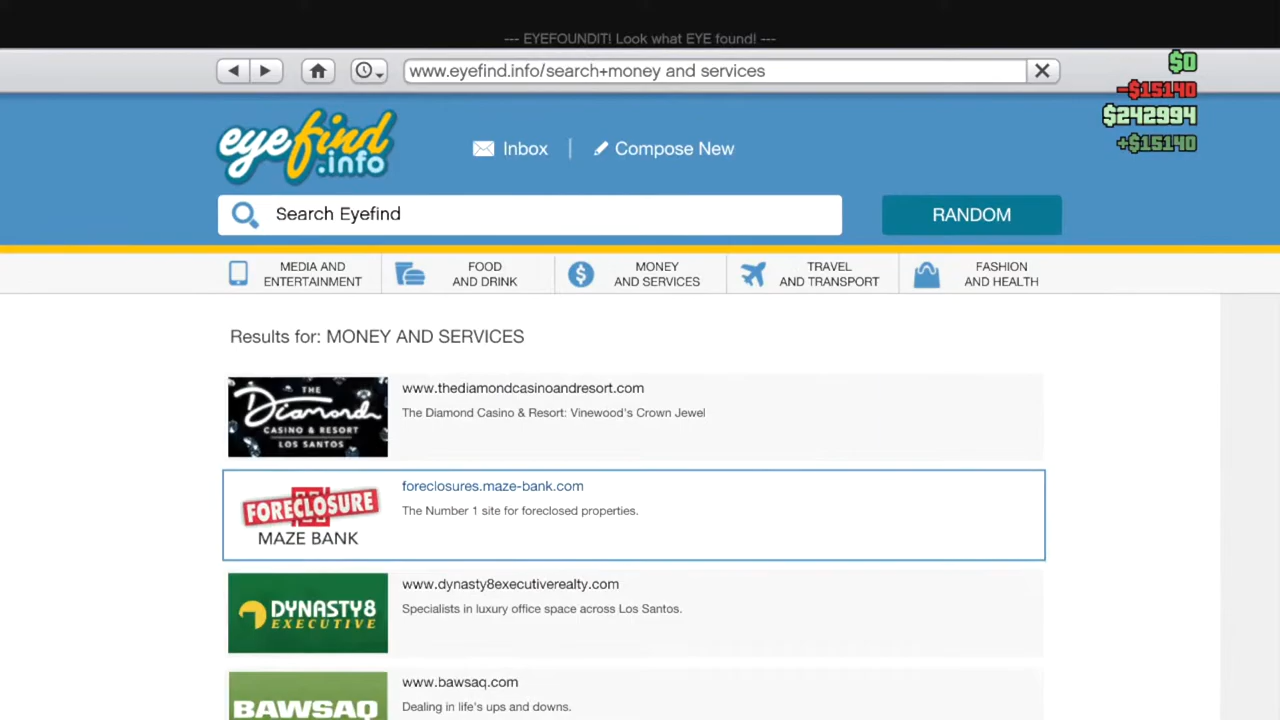 --- EYEFOUNDIT! Look what EYE found! ---
www.eyefind.info/search+money and services
$0
-$15140
$242994
+$15140
eyefind
.info
Inbox
Compose New
Search Eyefind
RANDOM
MEDIA AND
ENTERTAINMENT
FOOD
AND DRINK
MONEY
AND SERVICES
TRAVEL
AND TRANSPORT
FASHION
AND HEALTH
Results for: MONEY AND SERVICES
THE
Diamond
CASINO & RESORT
LOS SANTOS
www.thediamondcasinoandresort.com
The Diamond Casino & Resort: Vinewood's Crown Jewel
FORECLOSURE
MAZE BANK
foreclosures.maze-bank.com
The Number 1 site for foreclosed properties.
DYNASTY8
EXECUTIVE
www.dynasty8executiverealty.com
Specialists in luxury office space across Los Santos.
BAWSAQ
www.bawsaq.com
Dealing in life's ups and downs.